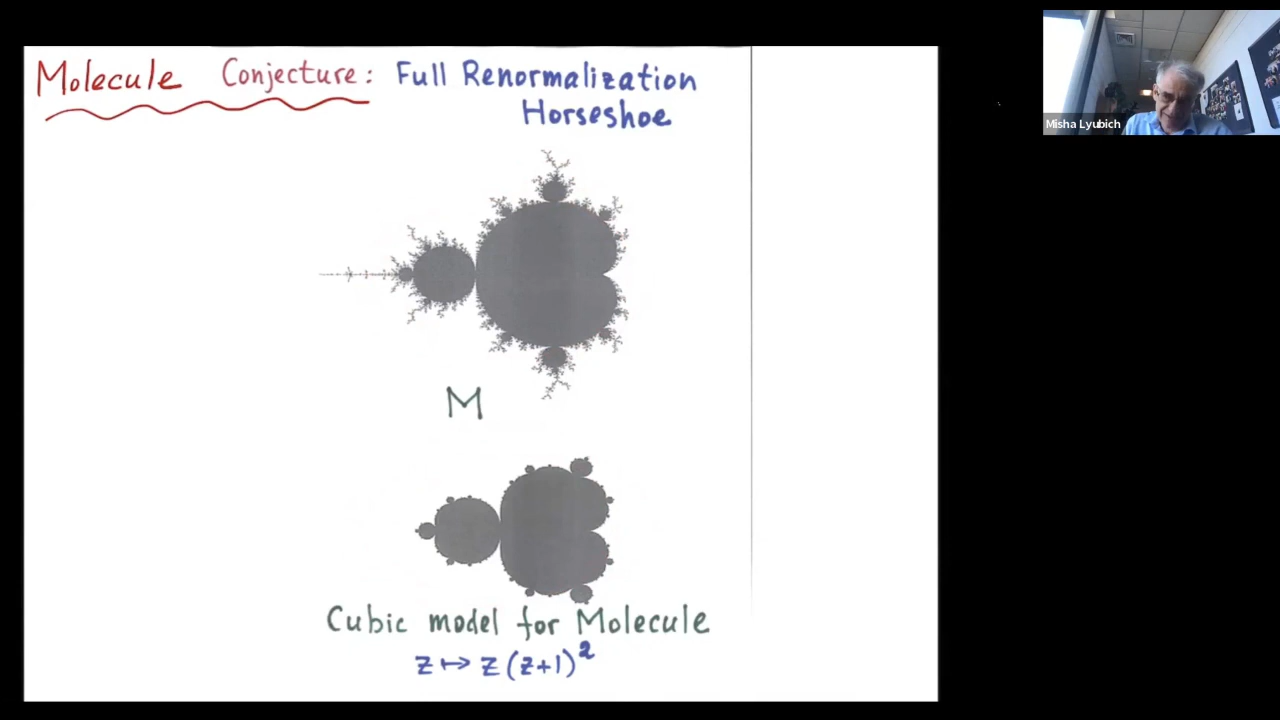 Molecule Conjecture: Full Renormalization
Horseshoe
Misha Lyubich
M
Cubic model for Molecule
z ↦ z(z+1)²